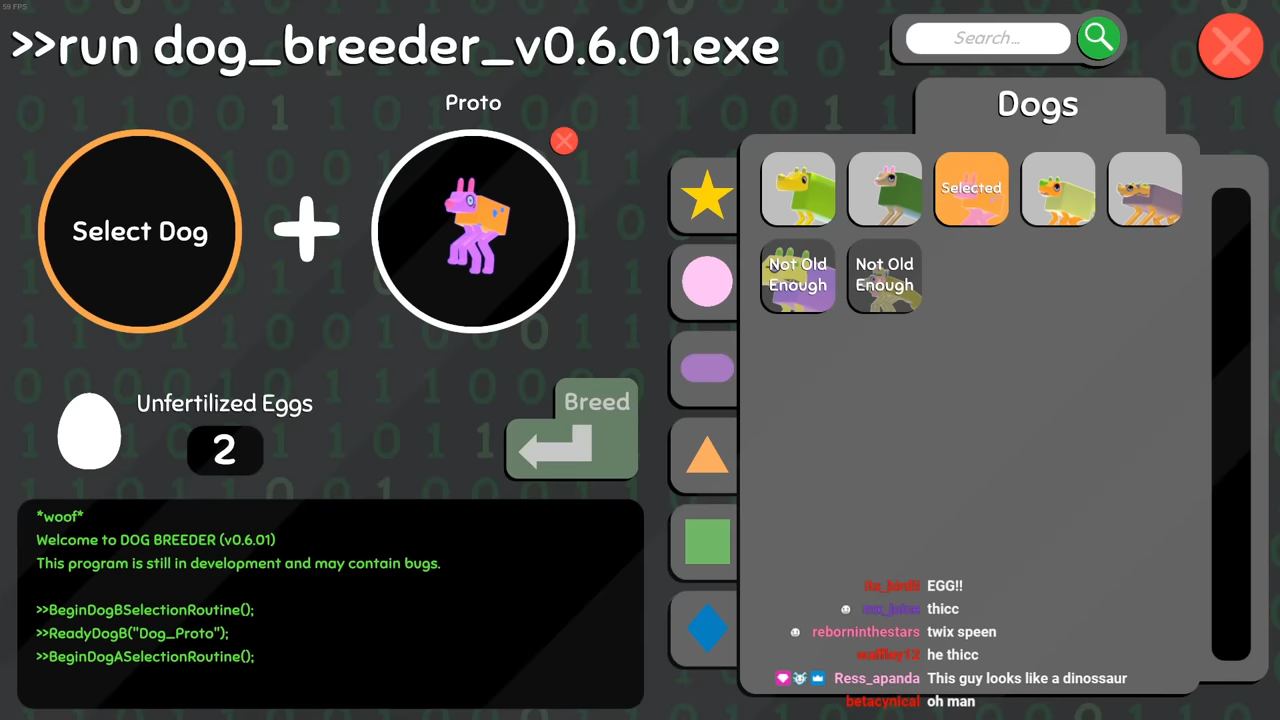 59 FPS
>>run dog_breeder_v0.6.01.exe
Search...
Proto
Dogs
Select Dog
Selected
Not Old
Enough
Not Old
Enough
Unfertilized Eggs
2
Breed
*woof*
Welcome to DOG BREEDER (v0.6.01)
This program is still in development and may contain bugs.
>>BeginDogBSelectionRoutine();
>>ReadyDogB("Dog_Proto");
>>BeginDogASelectionRoutine();
EGG!!
thicc
reborninthestars twix speen
he thicc
Ress_apanda This guy looks like a dinossaur
betacynical oh man